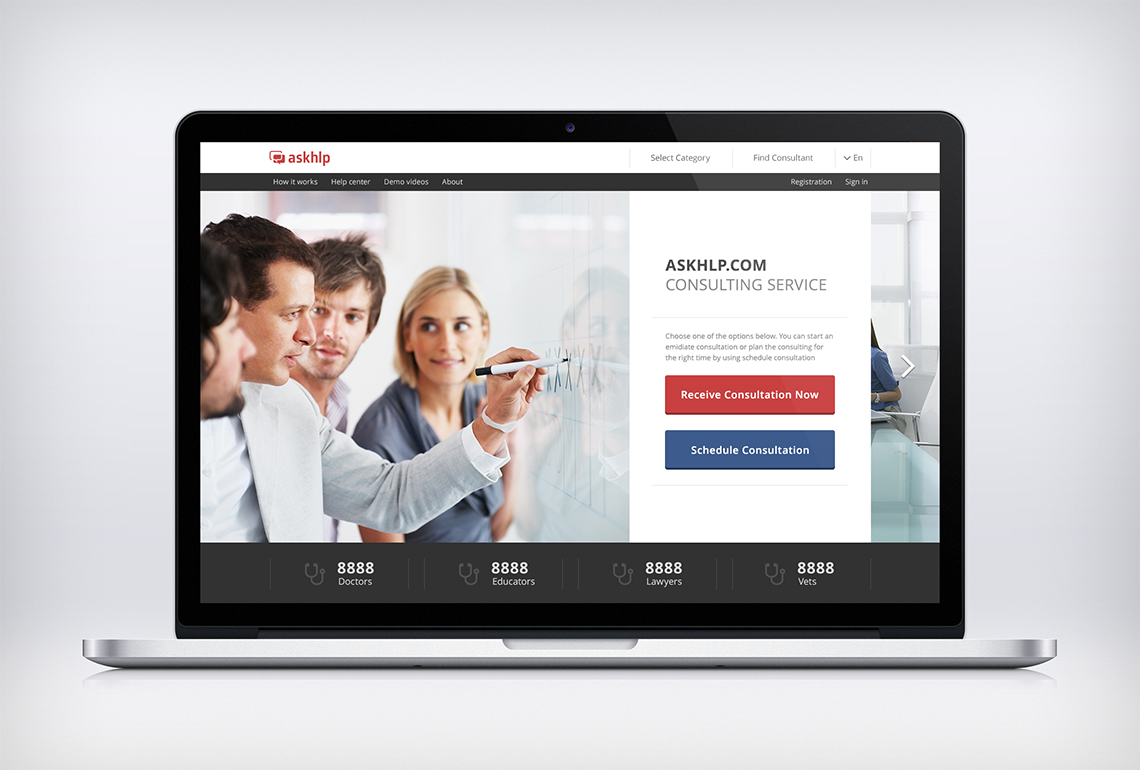 askhlp
Select Category
Find Consultant
En
How it works
Help center
Demo videos
About
Registration
Sign in
ASKHLP.COM
CONSULTING SERVICE
Choose one of the options below. You can start an
emidiate consultation or plan the consulting for
the right time by using schedule consultation
Receive Consultation Now
Schedule Consultation
8888
Doctors
8888
Educators
8888
Lawyers
8888
Vets